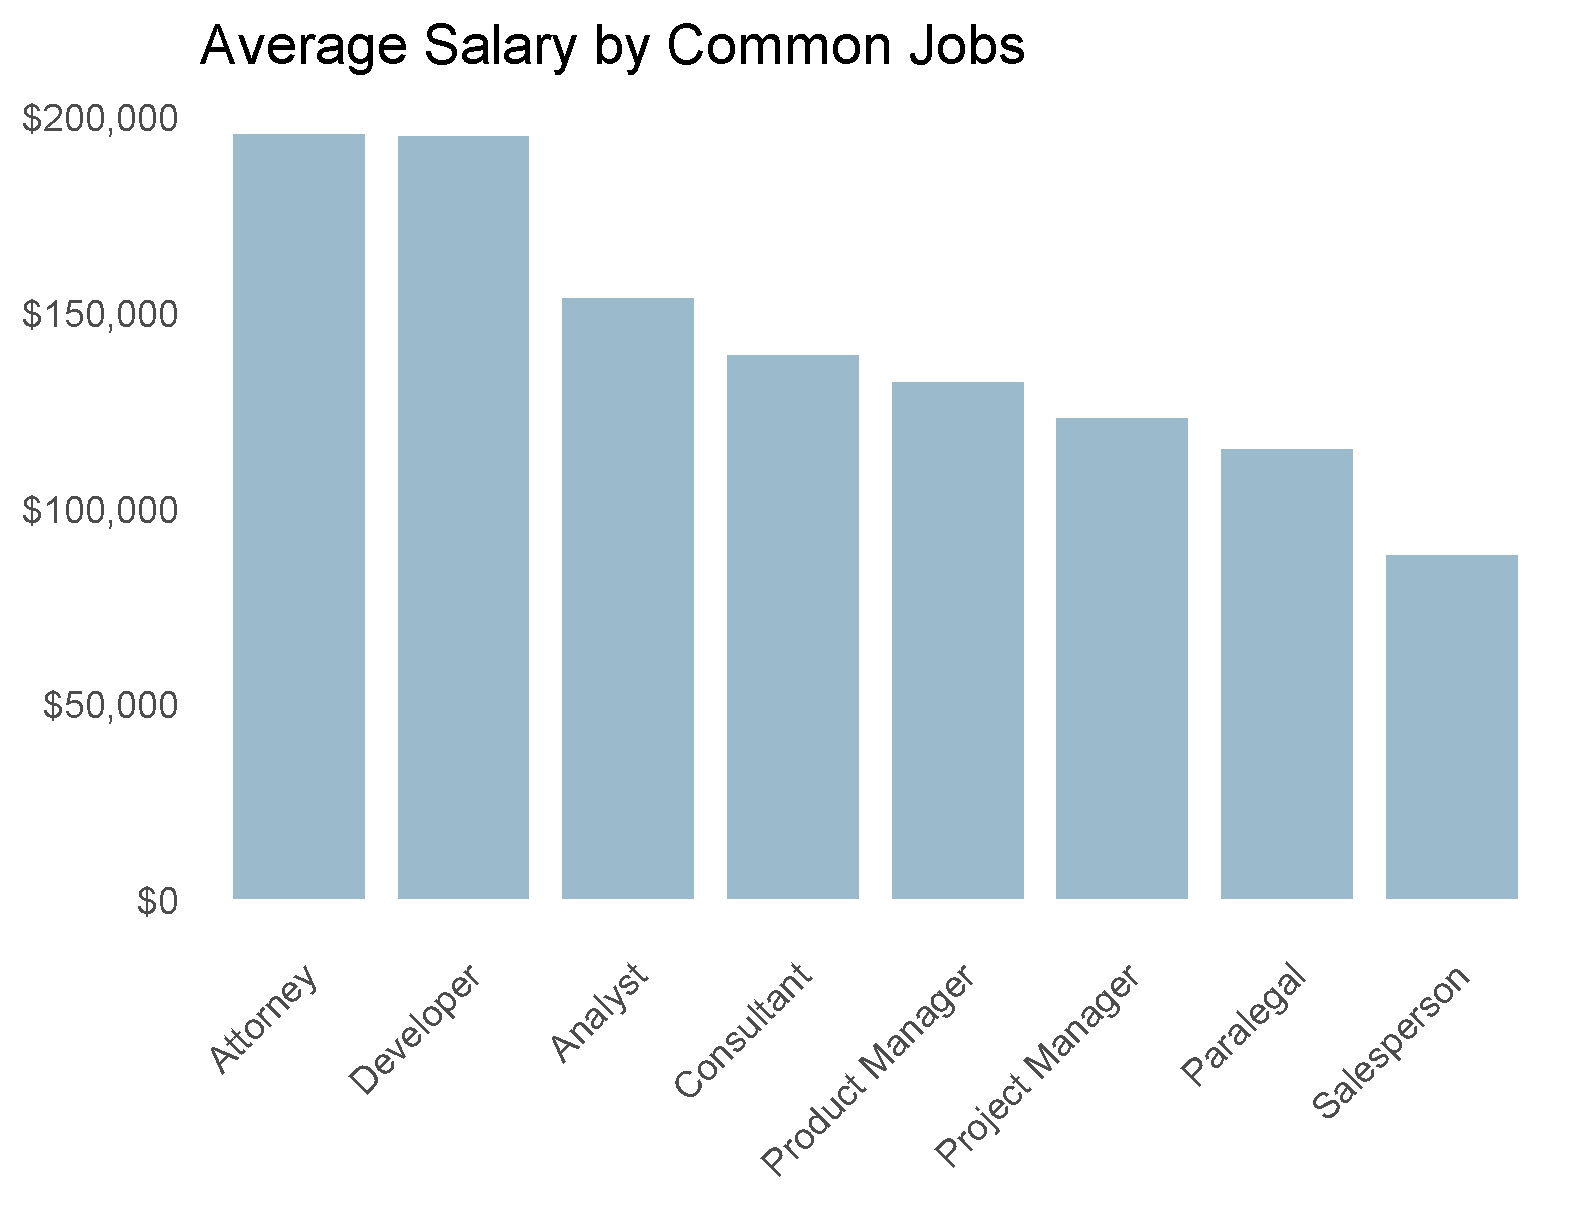 Average Salary by Common Jobs
$200,000
$150,000
$100,000
$50,000
$0
Attorney
Developer
Analyst
Consultant
Product Manager
Project Manager
Paralegal
Salesperson